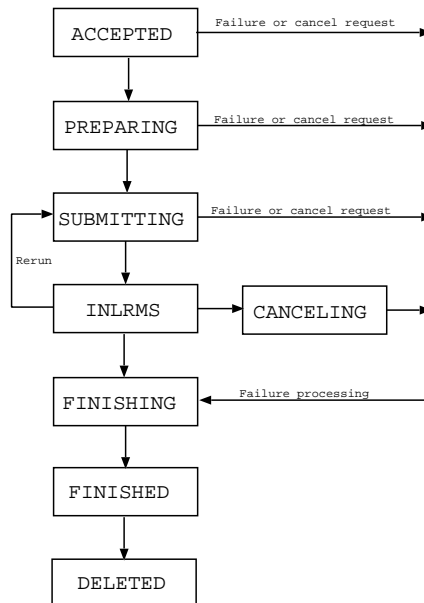 ACCEPTED
Failure or cancel request
PREPARING
Failure or cancel request
SUBMITTING
Failure or cancel request
Rerun
INLRMS
CANCELING
FINISHING
Failure processing
FINISHED
DELETED